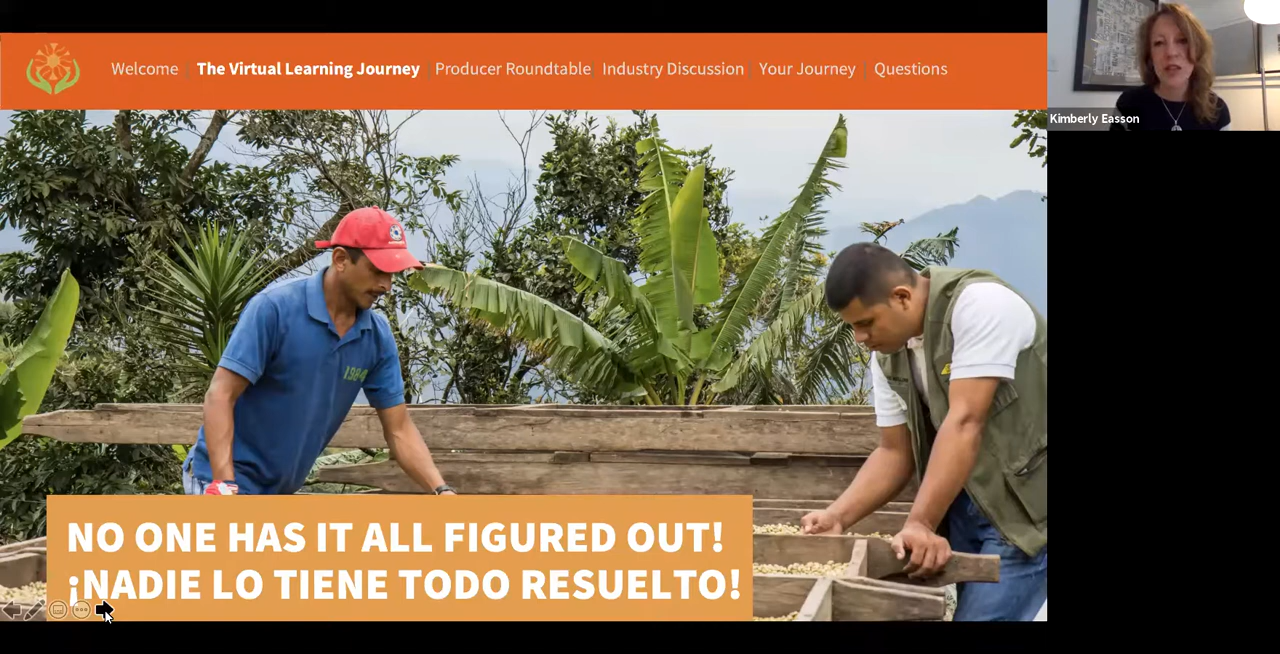 Welcome | The Virtual Learning Journey | Producer Roundtable | Industry Discussion | Your Journey | Questions
Kimberly Easson
1984
NO ONE HAS IT ALL FIGURED OUT!
¡NADIE LO TIENE TODO RESUELTO!